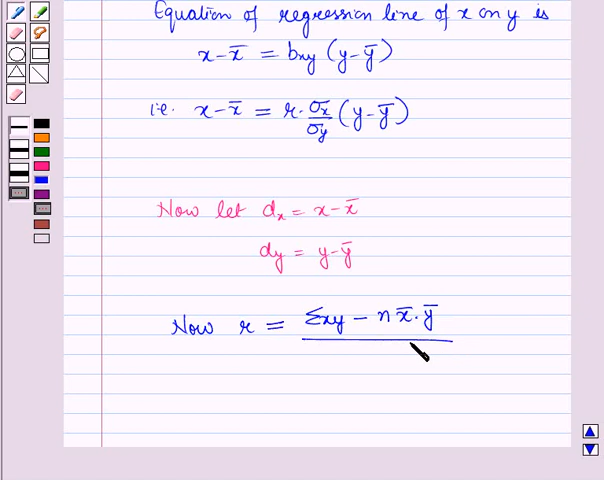 Equation of regression line of x on y is
x - x̄ = bxy (y - ȳ)
i.e. x - x̄ = r · σx/σy (y - ȳ)
Now let dx = x - x̄
dy = y - ȳ
Now r = Σxy - n x̄ · ȳ